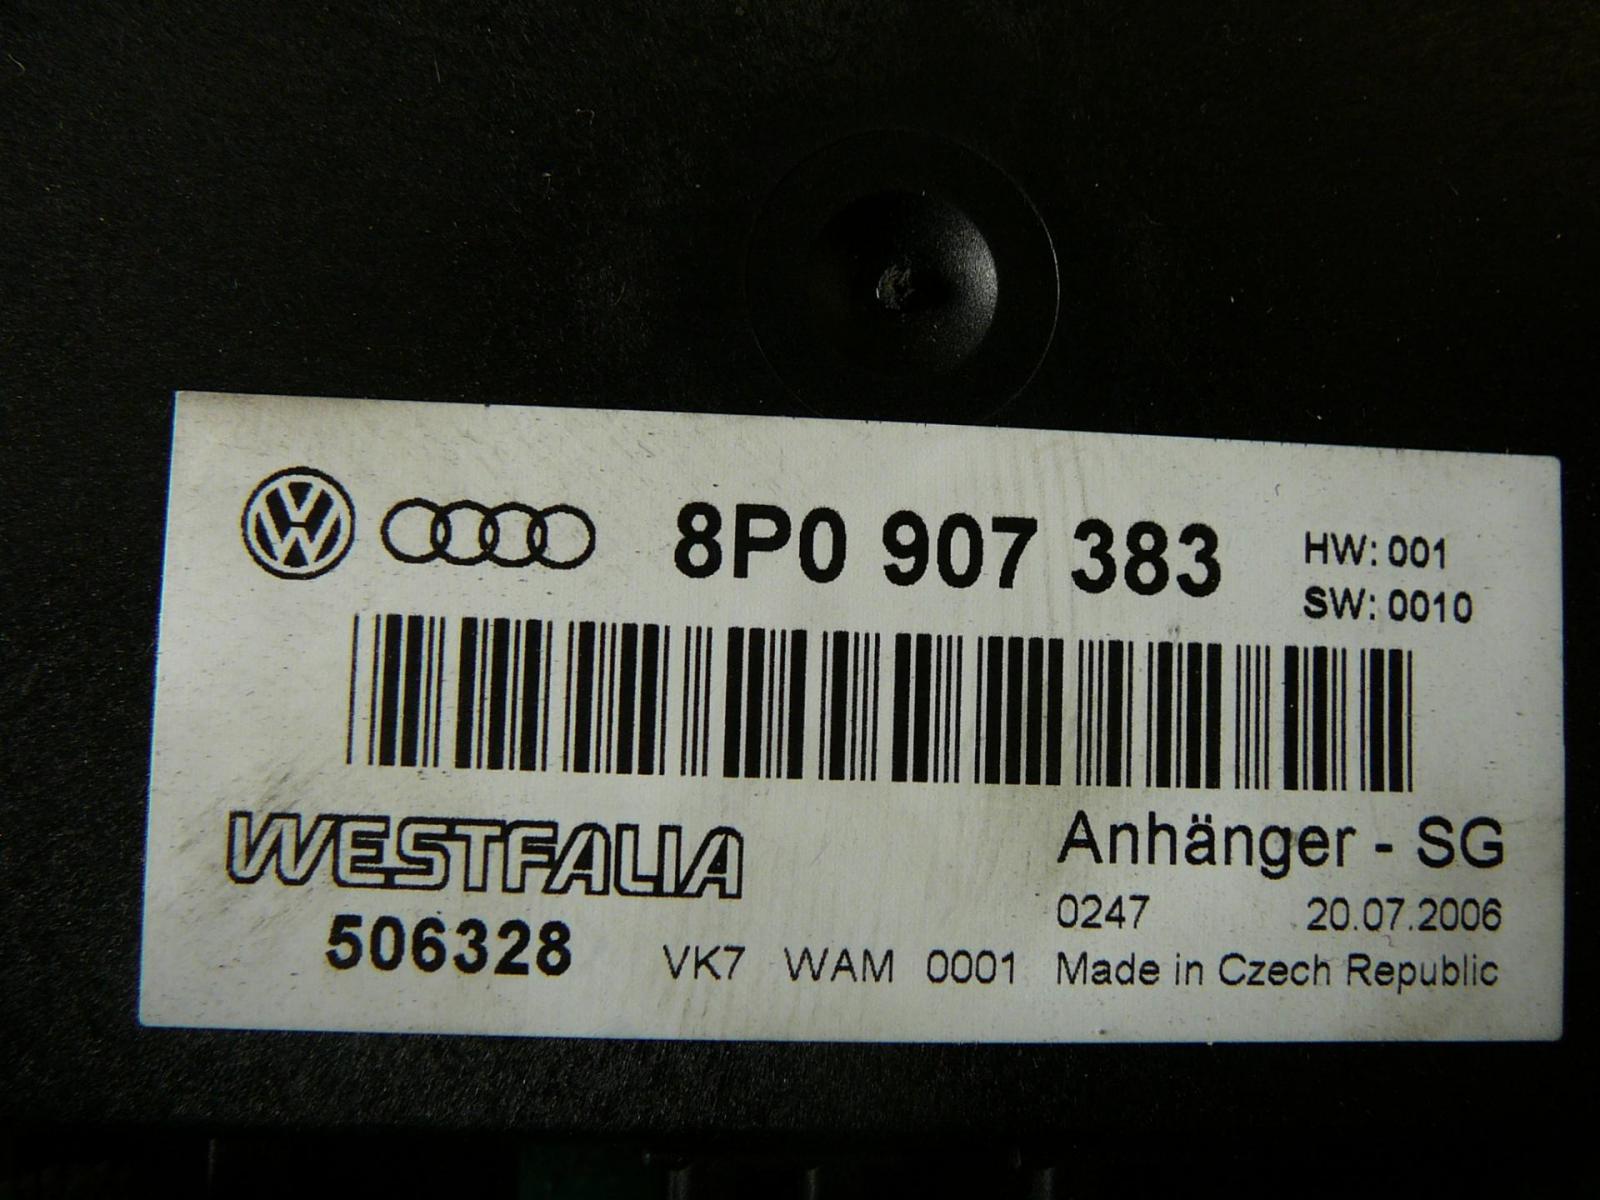 8P0 907 383 HW: 001
SW: 0010
WESTFALIA Anhänger - SG
0247 20.07.2006
506328 VK7 WAM 0001 Made in Czech Republic